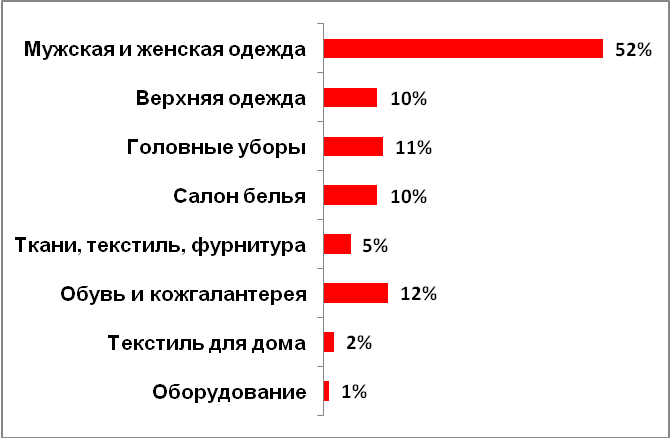 Мужская и женская одежда 52%
Верхняя одежда 10%
Головные уборы 11%
Салон белья 10%
Ткани, текстиль, фурнитура 5%
Обувь и кожгалантерея 12%
Текстиль для дома 2%
Оборудование 1%